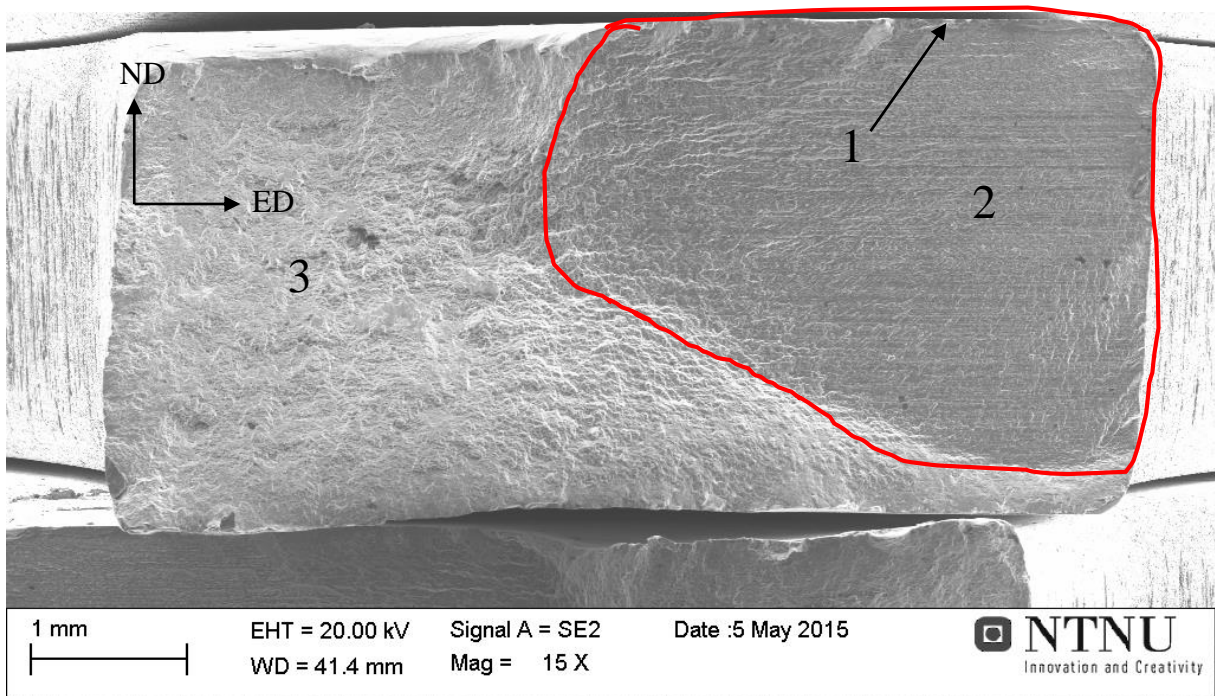 ND
ED
1
2
3
1 mm
EHT = 20.00 kV
WD = 41.4 mm
Signal A = SE2
Mag = 15 X
Date :5 May 2015
NTNU
Innovation and Creativity